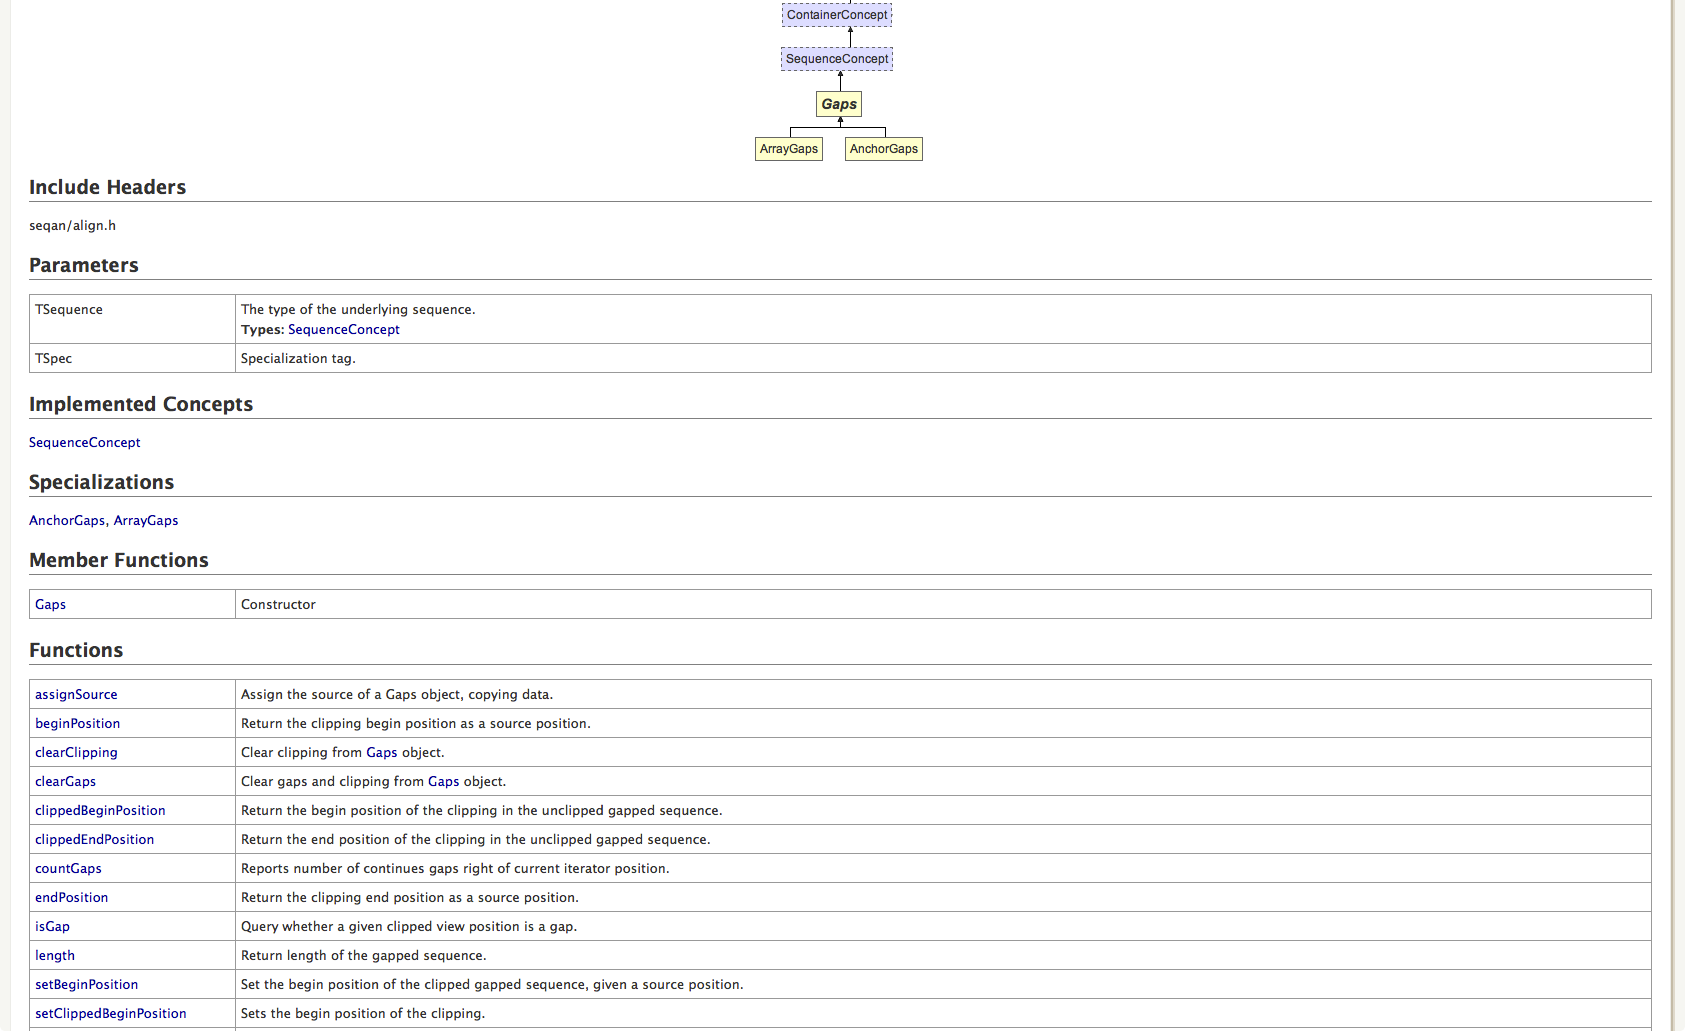 ContainerConcept
SequenceConcept
Gaps
ArrayGaps AnchorGaps
Include Headers
seqan/align.h
Parameters
TSequence The type of the underlying sequence.
Types: SequenceConcept
TSpec Specialization tag.
Implemented Concepts
SequenceConcept
Specializations
AnchorGaps, ArrayGaps
Member Functions
Gaps Constructor
Functions
assignSource Assign the source of a Gaps object, copying data.
beginPosition Return the clipping begin position as a source position.
clearClipping Clear clipping from Gaps object.
clearGaps Clear gaps and clipping from Gaps object.
clippedBeginPosition Return the begin position of the clipping in the unclipped gapped sequence.
clippedEndPosition Return the end position of the clipping in the unclipped gapped sequence.
countGaps Reports number of continues gaps right of current iterator position.
endPosition Return the clipping end position as a source position.
isGap Query whether a given clipped view position is a gap.
length Return length of the gapped sequence.
setBeginPosition Set the begin position of the clipped gapped sequence, given a source position.
setClippedBeginPosition Sets the begin position of the clipping.